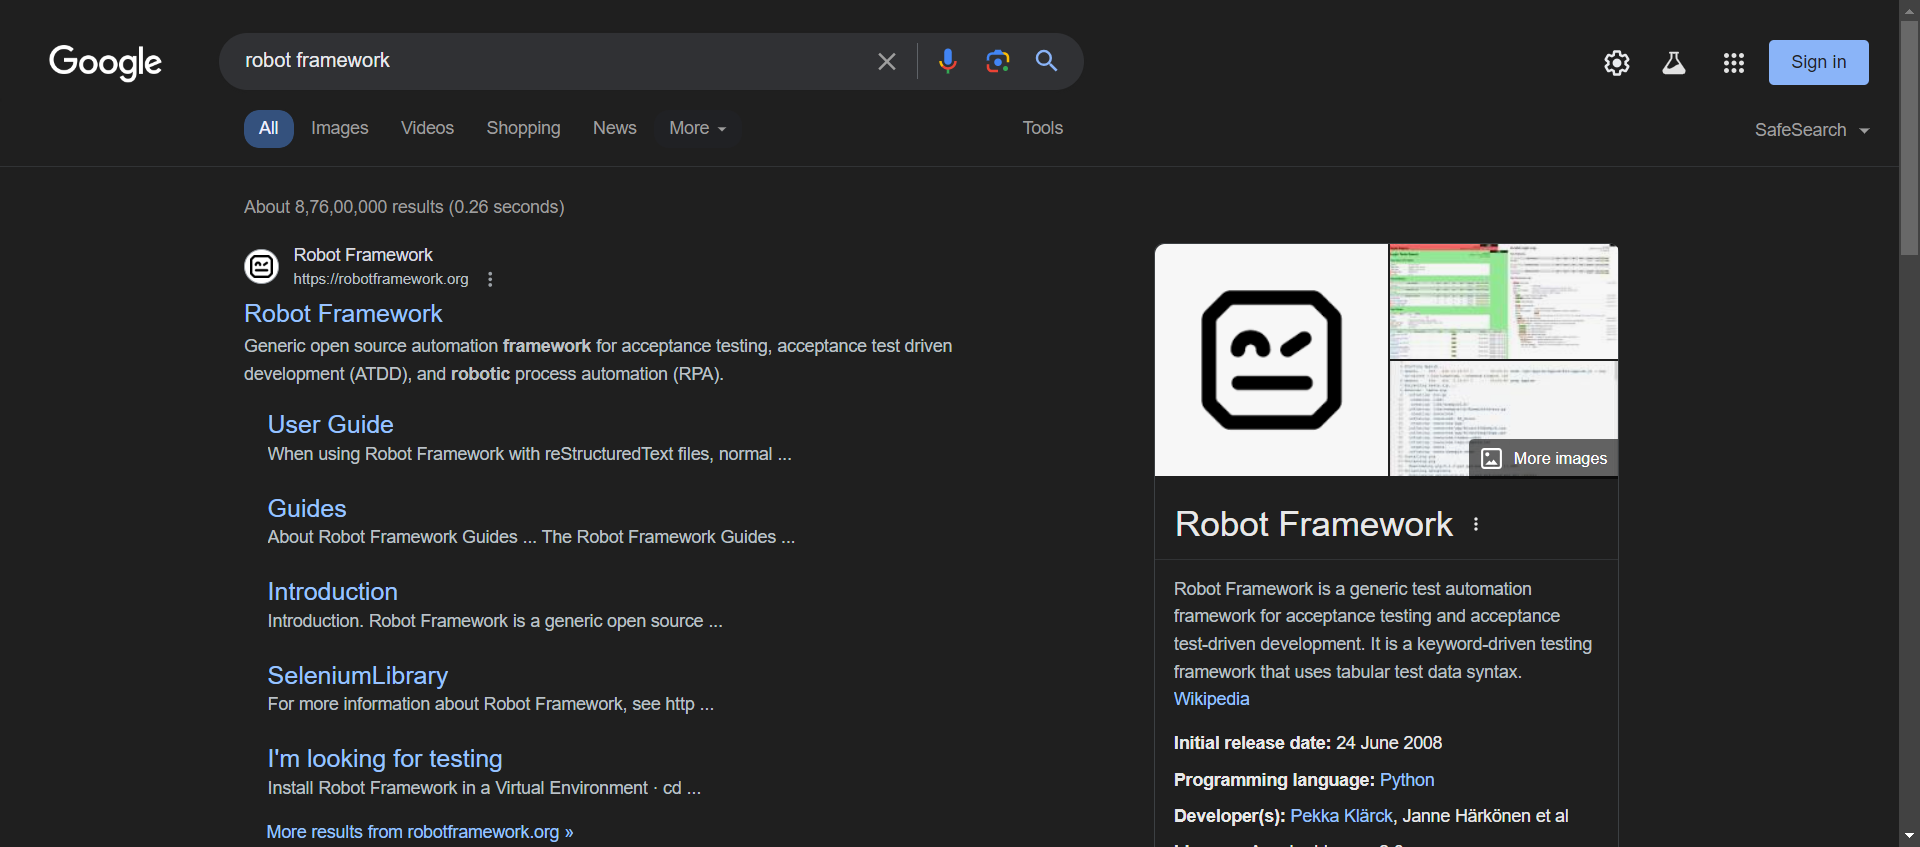 Google
robot framework
Sign in
All Images Videos Shopping News More Tools SafeSearch
About 8,76,00,000 results (0.26 seconds)
Robot Framework
https://robotframework.org
Robot Framework
Generic open source automation framework for acceptance testing, acceptance test driven
development (ATDD), and robotic process automation (RPA).
User Guide
When using Robot Framework with reStructuredText files, normal ...
Guides
About Robot Framework Guides ... The Robot Framework Guides ...
Introduction
Introduction. Robot Framework is a generic open source ...
SeleniumLibrary
For more information about Robot Framework, see http ...
I'm looking for testing
Install Robot Framework in a Virtual Environment · cd ...
More results from robotframework.org »
More images
Robot Framework
Robot Framework is a generic test automation
framework for acceptance testing and acceptance
test-driven development. It is a keyword-driven testing
framework that uses tabular test data syntax.
Wikipedia
Initial release date: 24 June 2008
Programming language: Python
Developer(s): Pekka Klärck, Janne Härkönen et al